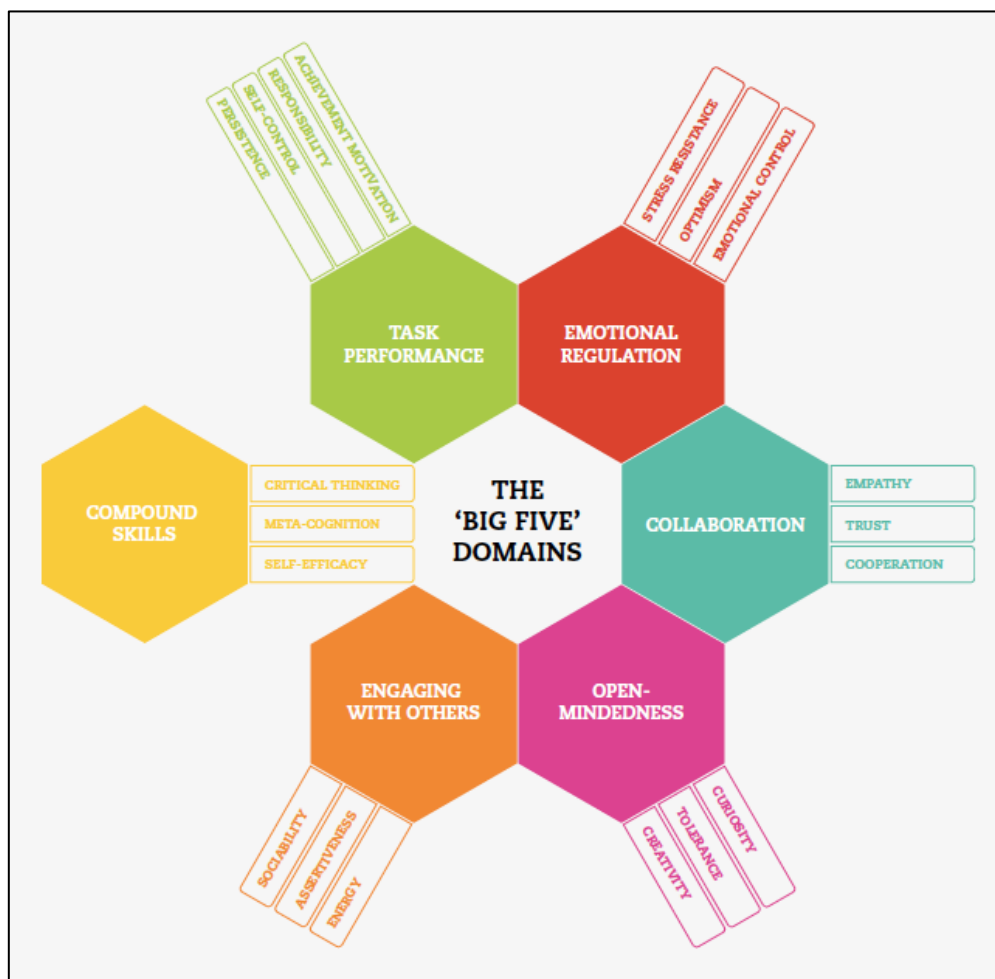 ACHIEVEMENT MOTIVATION
RESPONSIBILITY
SELF-CONTROL
PERSISTENCE
STRESS RESISTANCE
OPTIMISM
EMOTIONAL CONTROL
TASK
PERFORMANCE
EMOTIONAL
REGULATION
COMPOUND
SKILLS
CRITICAL THINKING
META-COGNITION
SELF-EFFICACY
THE
'BIG FIVE'
DOMAINS
COLLABORATION
EMPATHY
TRUST
COOPERATION
ENGAGING
WITH OTHERS
OPEN-
MINDEDNESS
SOCIABILITY
ASSERTIVENESS
ENERGY
CREATIVITY
TOLERANCE
CURIOSITY